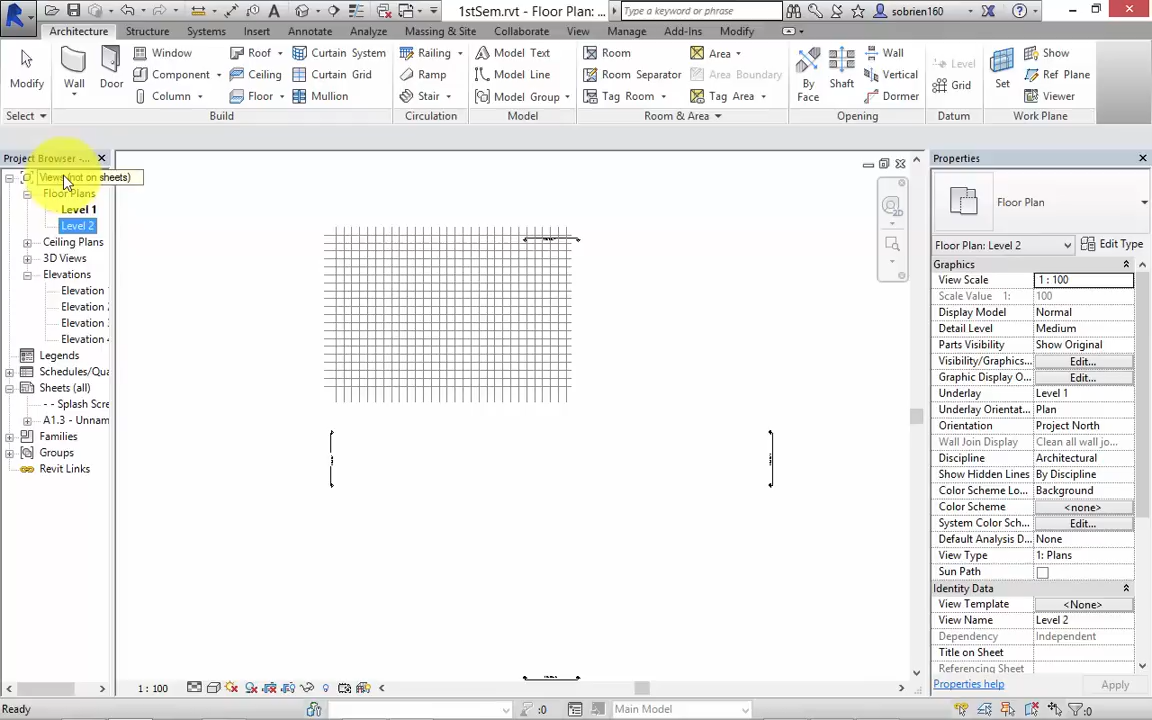 1stSem.rvt - Floor Plan: ...
Type a keyword or phrase
sobrien160
Architecture Structure Systems Insert Annotate Analyze Massing & Site Collaborate View Manage Add-Ins Modify
Modify
Wall
Door
Window
Component
Column
Roof
Ceiling
Floor
Curtain System
Curtain Grid
Mullion
Railing
Ramp
Stair
Model Text
Model Line
Model Group
Room
Room Separator
Tag Room
Area
Area Boundary
Tag Area
By Face
Shaft
Wall
Vertical
Dormer
Level
Grid
Set
Show
Ref Plane
Viewer
Select Build Circulation Model Room & Area Opening Datum Work Plane
Project Browser -...
Views (not on sheets)
Floor Plans
Level 1
Level 2
Ceiling Plans
3D Views
Elevations
Elevation
Elevation
Elevation
Elevation
Legends
Schedules/Qua
Sheets (all)
- - Splash Scre
A1.3 - Unnam
Families
Groups
Revit Links
2D
Properties
Floor Plan
Floor Plan: Level 2 Edit Type
Graphics
View Scale 1 : 100
Scale Value 1: 100
Display Model Normal
Detail Level Medium
Parts Visibility Show Original
Visibility/Graphics... Edit...
Graphic Display O... Edit...
Underlay Level 1
Underlay Orientat... Plan
Orientation Project North
Wall Join Display Clean all wall jo...
Discipline Architectural
Show Hidden Lines By Discipline
Color Scheme Lo... Background
Color Scheme <none>
System Color Sch... Edit...
Default Analysis D... None
View Type 1: Plans
Sun Path
Identity Data
View Template <None>
View Name Level 2
Dependency Independent
Title on Sheet
Referencing Sheet
Properties help Apply
1 : 100
Ready :0 Main Model :0